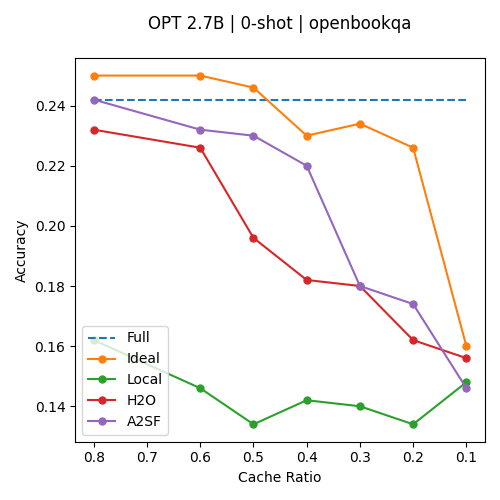 OPT 2.7B | 0-shot | openbookqa
0.24
0.22
0.20
0.18
0.16
0.14
Accuracy
Full
Ideal
Local
H2O
A2SF
0.8 0.7 0.6 0.5 0.4 0.3 0.2 0.1
Cache Ratio